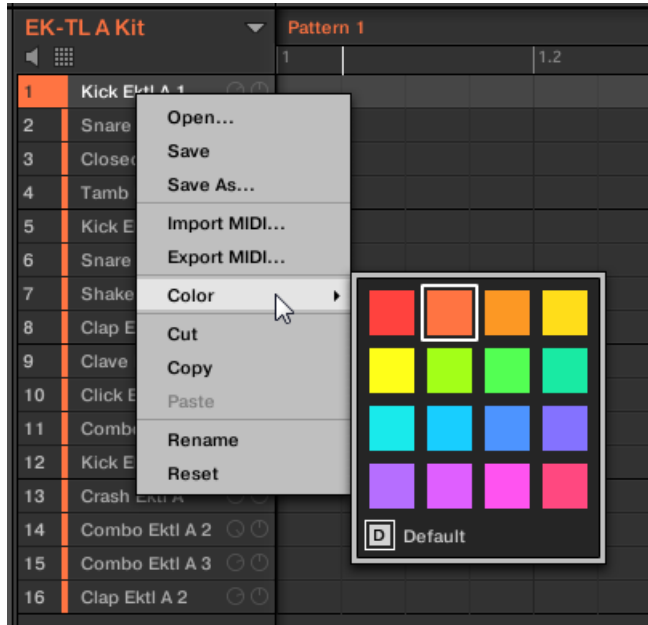 EK-TL A Kit
Pattern 1
1
1.2
1 Kick Ektl A 1
2 Snare
3 Closed
4 Tamb
5 Kick E
6 Snare
7 Shake
8 Clap E
9 Clave
10 Click E
11 Combo
12 Kick E
13 Crash Ektl A
14 Combo Ektl A 2
15 Combo Ektl A 3
16 Clap Ektl A 2
Open...
Save
Save As...
Import MIDI...
Export MIDI...
Color
Cut
Copy
Paste
Rename
Reset
D Default